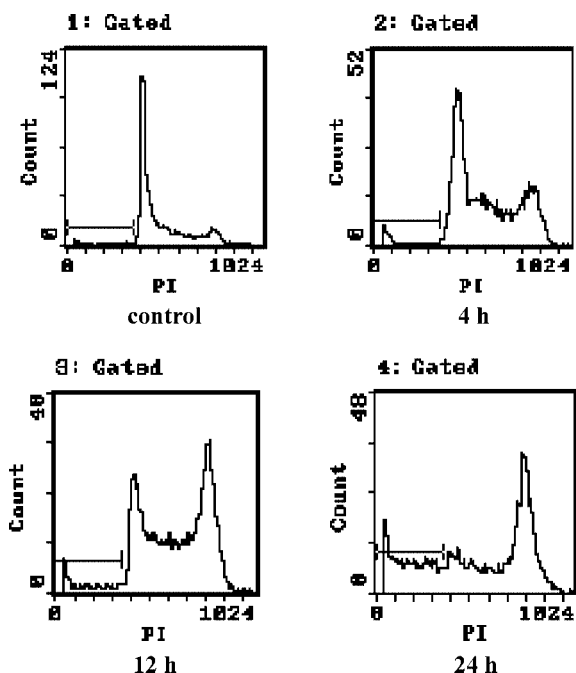 1: Gated
124
Count
0
0
1024
PI
control
2: Gated
52
Count
0
0
1024
PI
4 h
3: Gated
40
Count
0
0
1024
PI
12 h
4: Gated
48
Count
0
0
1024
PI
24 h